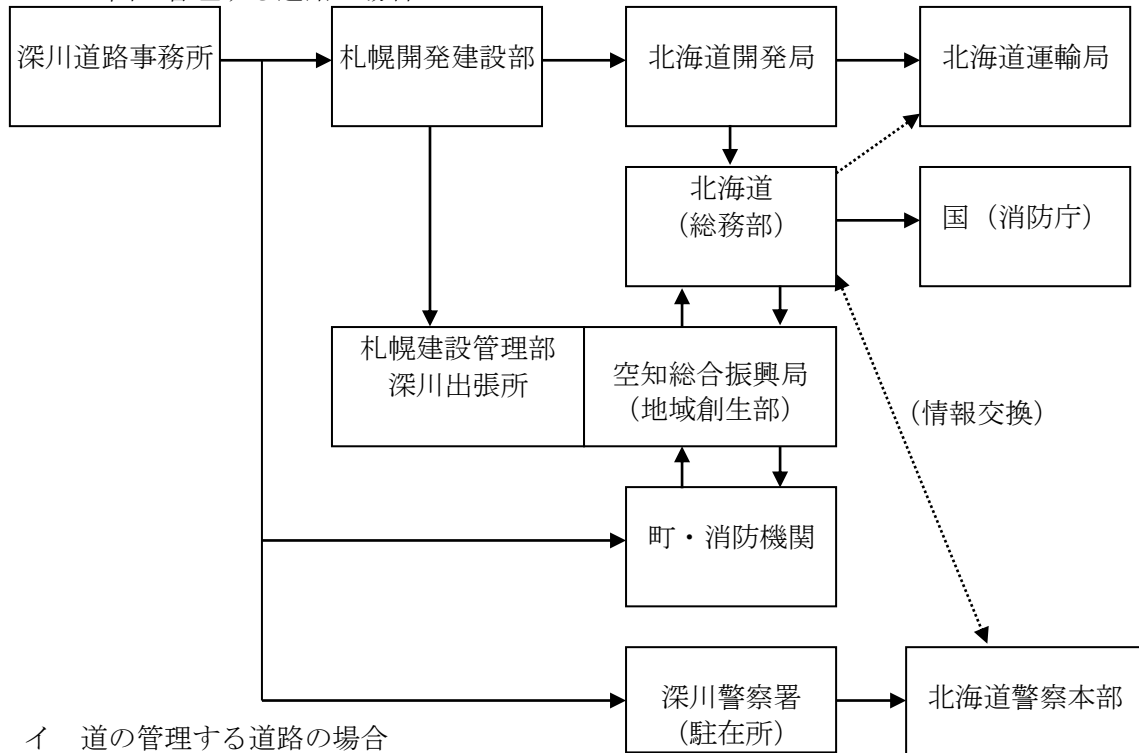 深川道路事務所
札幌開発建設部
北海道開発局
北海道運輸局
北海道
(総務部)
国(消防庁)
札幌建設管理部
深川出張所
空知総合振興局
(地域創生部)
(情報交換)
町・消防機関
深川警察署
(駐在所)
北海道警察本部
イ 道の管理する道路の場合